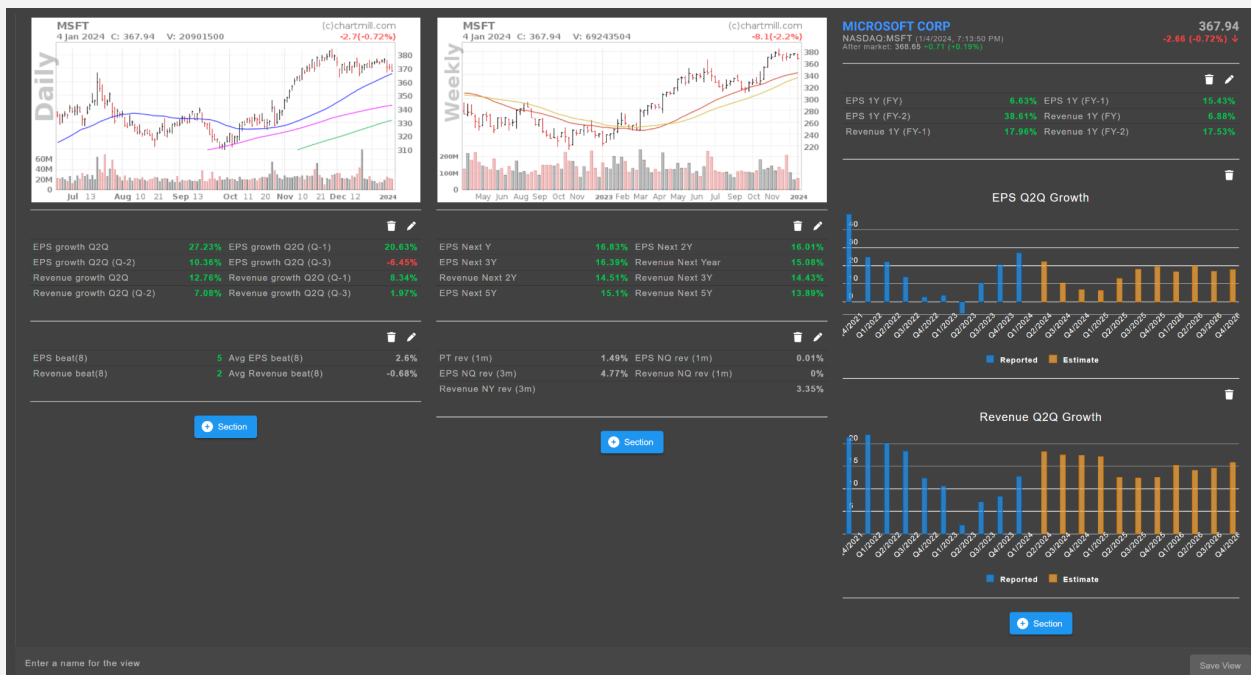 MSFT
(c)chartmill.com
4 Jan 2024 C: 367.94 V: 20901500
-2.7(-0.72%)
Daily
380
370
360
350
340
330
320
310
60M
40M
20M
0
Jul 13 Aug 10 21 Sep 13 Oct 11 20 Nov 10 21 Dec 12 2024
EPS growth Q2Q 27.23% EPS growth Q2Q (Q-1) 20.63%
EPS growth Q2Q (Q-2) 10.36% EPS growth Q2Q (Q-3) -6.45%
Revenue growth Q2Q 12.76% Revenue growth Q2Q (Q-1) 8.34%
Revenue growth Q2Q (Q-2) 7.08% Revenue growth Q2Q (Q-3) 1.97%
EPS beat(8) 5 Avg EPS beat(8) 2.6%
Revenue beat(8) 2 Avg Revenue beat(8) -0.68%
Section
MSFT
(c)chartmill.com
4 Jan 2024 C: 367.94 V: 69243504
-8.1(-2.2%)
Weekly
380
360
340
320
300
280
260
240
220
200M
100M
0
May Jun Aug Sep Oct Nov 2023 Feb Mar Apr May Jun Jul Sep Oct Nov 2024
EPS Next Y 16.83% EPS Next 2Y 16.01%
EPS Next 3Y 16.39% Revenue Next Year 15.08%
Revenue Next 2Y 14.51% Revenue Next 3Y 14.43%
EPS Next 5Y 15.1% Revenue Next 5Y 13.89%
PT rev (1m) 1.49% EPS NQ rev (1m) 0.01%
EPS NQ rev (3m) 4.77% Revenue NQ rev (1m) 0%
Revenue NY rev (3m) 3.35%
Section
MICROSOFT CORP 367.94
NASDAQ:MSFT (1/4/2024, 7:13:50 PM) -2.66 (-0.72%) ↓
After market: 368.65 +0.71 (+0.19%)
EPS 1Y (FY) 6.63% EPS 1Y (FY-1) 15.43%
EPS 1Y (FY-2) 38.61% Revenue 1Y (FY) 6.88%
Revenue 1Y (FY-1) 17.96% Revenue 1Y (FY-2) 17.53%
EPS Q2Q Growth
40
30
20
10
0
Q1/2022 Q2/2022 Q3/2022 Q4/2022 Q1/2023 Q2/2023 Q3/2023 Q4/2023 Q1/2024 Q2/2024 Q3/2024 Q4/2024 Q1/2025 Q2/2025 Q3/2025 Q4/2025 Q1/2026 Q2/2026 Q3/2026 Q4/2026
Reported Estimate
Revenue Q2Q Growth
20
15
10
5
Q1/2022 Q2/2022 Q3/2022 Q4/2022 Q1/2023 Q2/2023 Q3/2023 Q4/2023 Q1/2024 Q2/2024 Q3/2024 Q4/2024 Q1/2025 Q2/2025 Q3/2025 Q4/2025 Q1/2026 Q2/2026 Q3/2026 Q4/2026
Reported Estimate
Section
Enter a name for the view
Save View